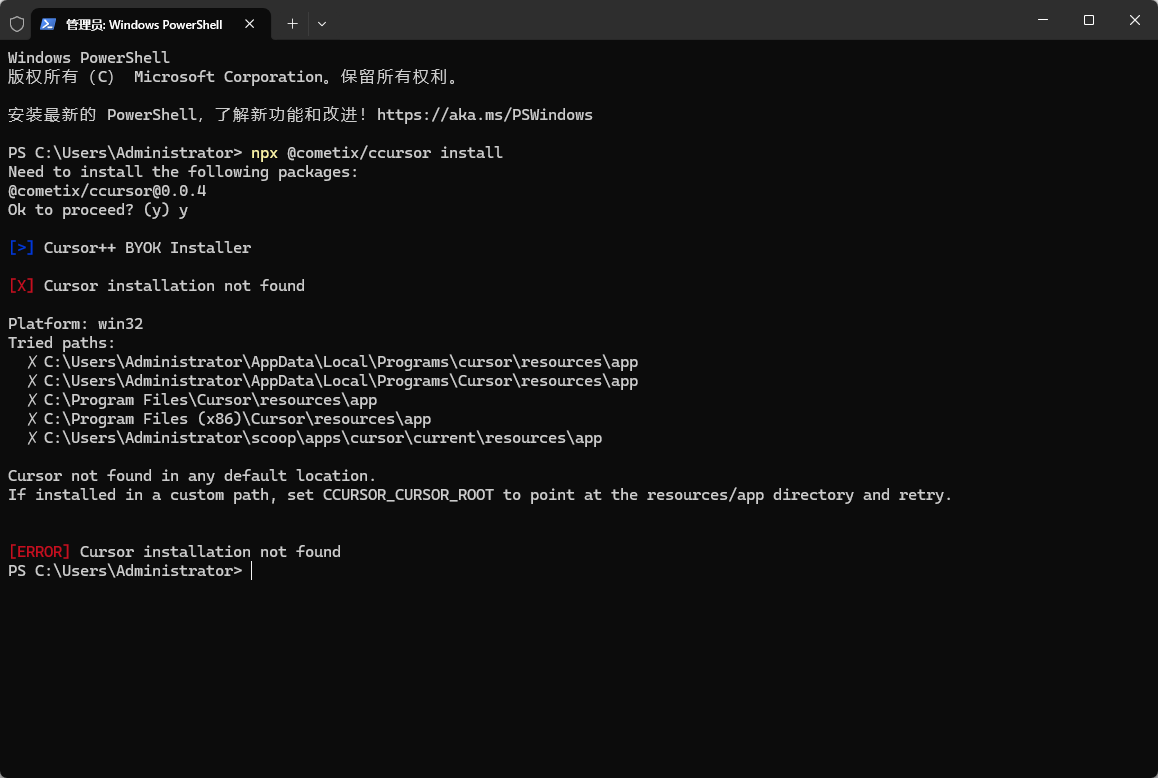 管理员: Windows PowerShell
Windows PowerShell
版权所有（C） Microsoft Corporation。保留所有权利。
安装最新的 PowerShell，了解新功能和改进！https://aka.ms/PSWindows
PS C:\Users\Administrator> npx @cometix/ccursor install
Need to install the following packages:
@cometix/ccursor@0.0.4
Ok to proceed? (y) y
[>] Cursor++ BYOK Installer
[X] Cursor installation not found
Platform: win32
Tried paths:
✗ C:\Users\Administrator\AppData\Local\Programs\cursor\resources\app
✗ C:\Users\Administrator\AppData\Local\Programs\Cursor\resources\app
✗ C:\Program Files\Cursor\resources\app
✗ C:\Program Files (x86)\Cursor\resources\app
✗ C:\Users\Administrator\scoop\apps\cursor\current\resources\app
Cursor not found in any default location.
If installed in a custom path, set CCURSOR_CURSOR_ROOT to point at the resources/app directory and retry.
[ERROR] Cursor installation not found
PS C:\Users\Administrator>